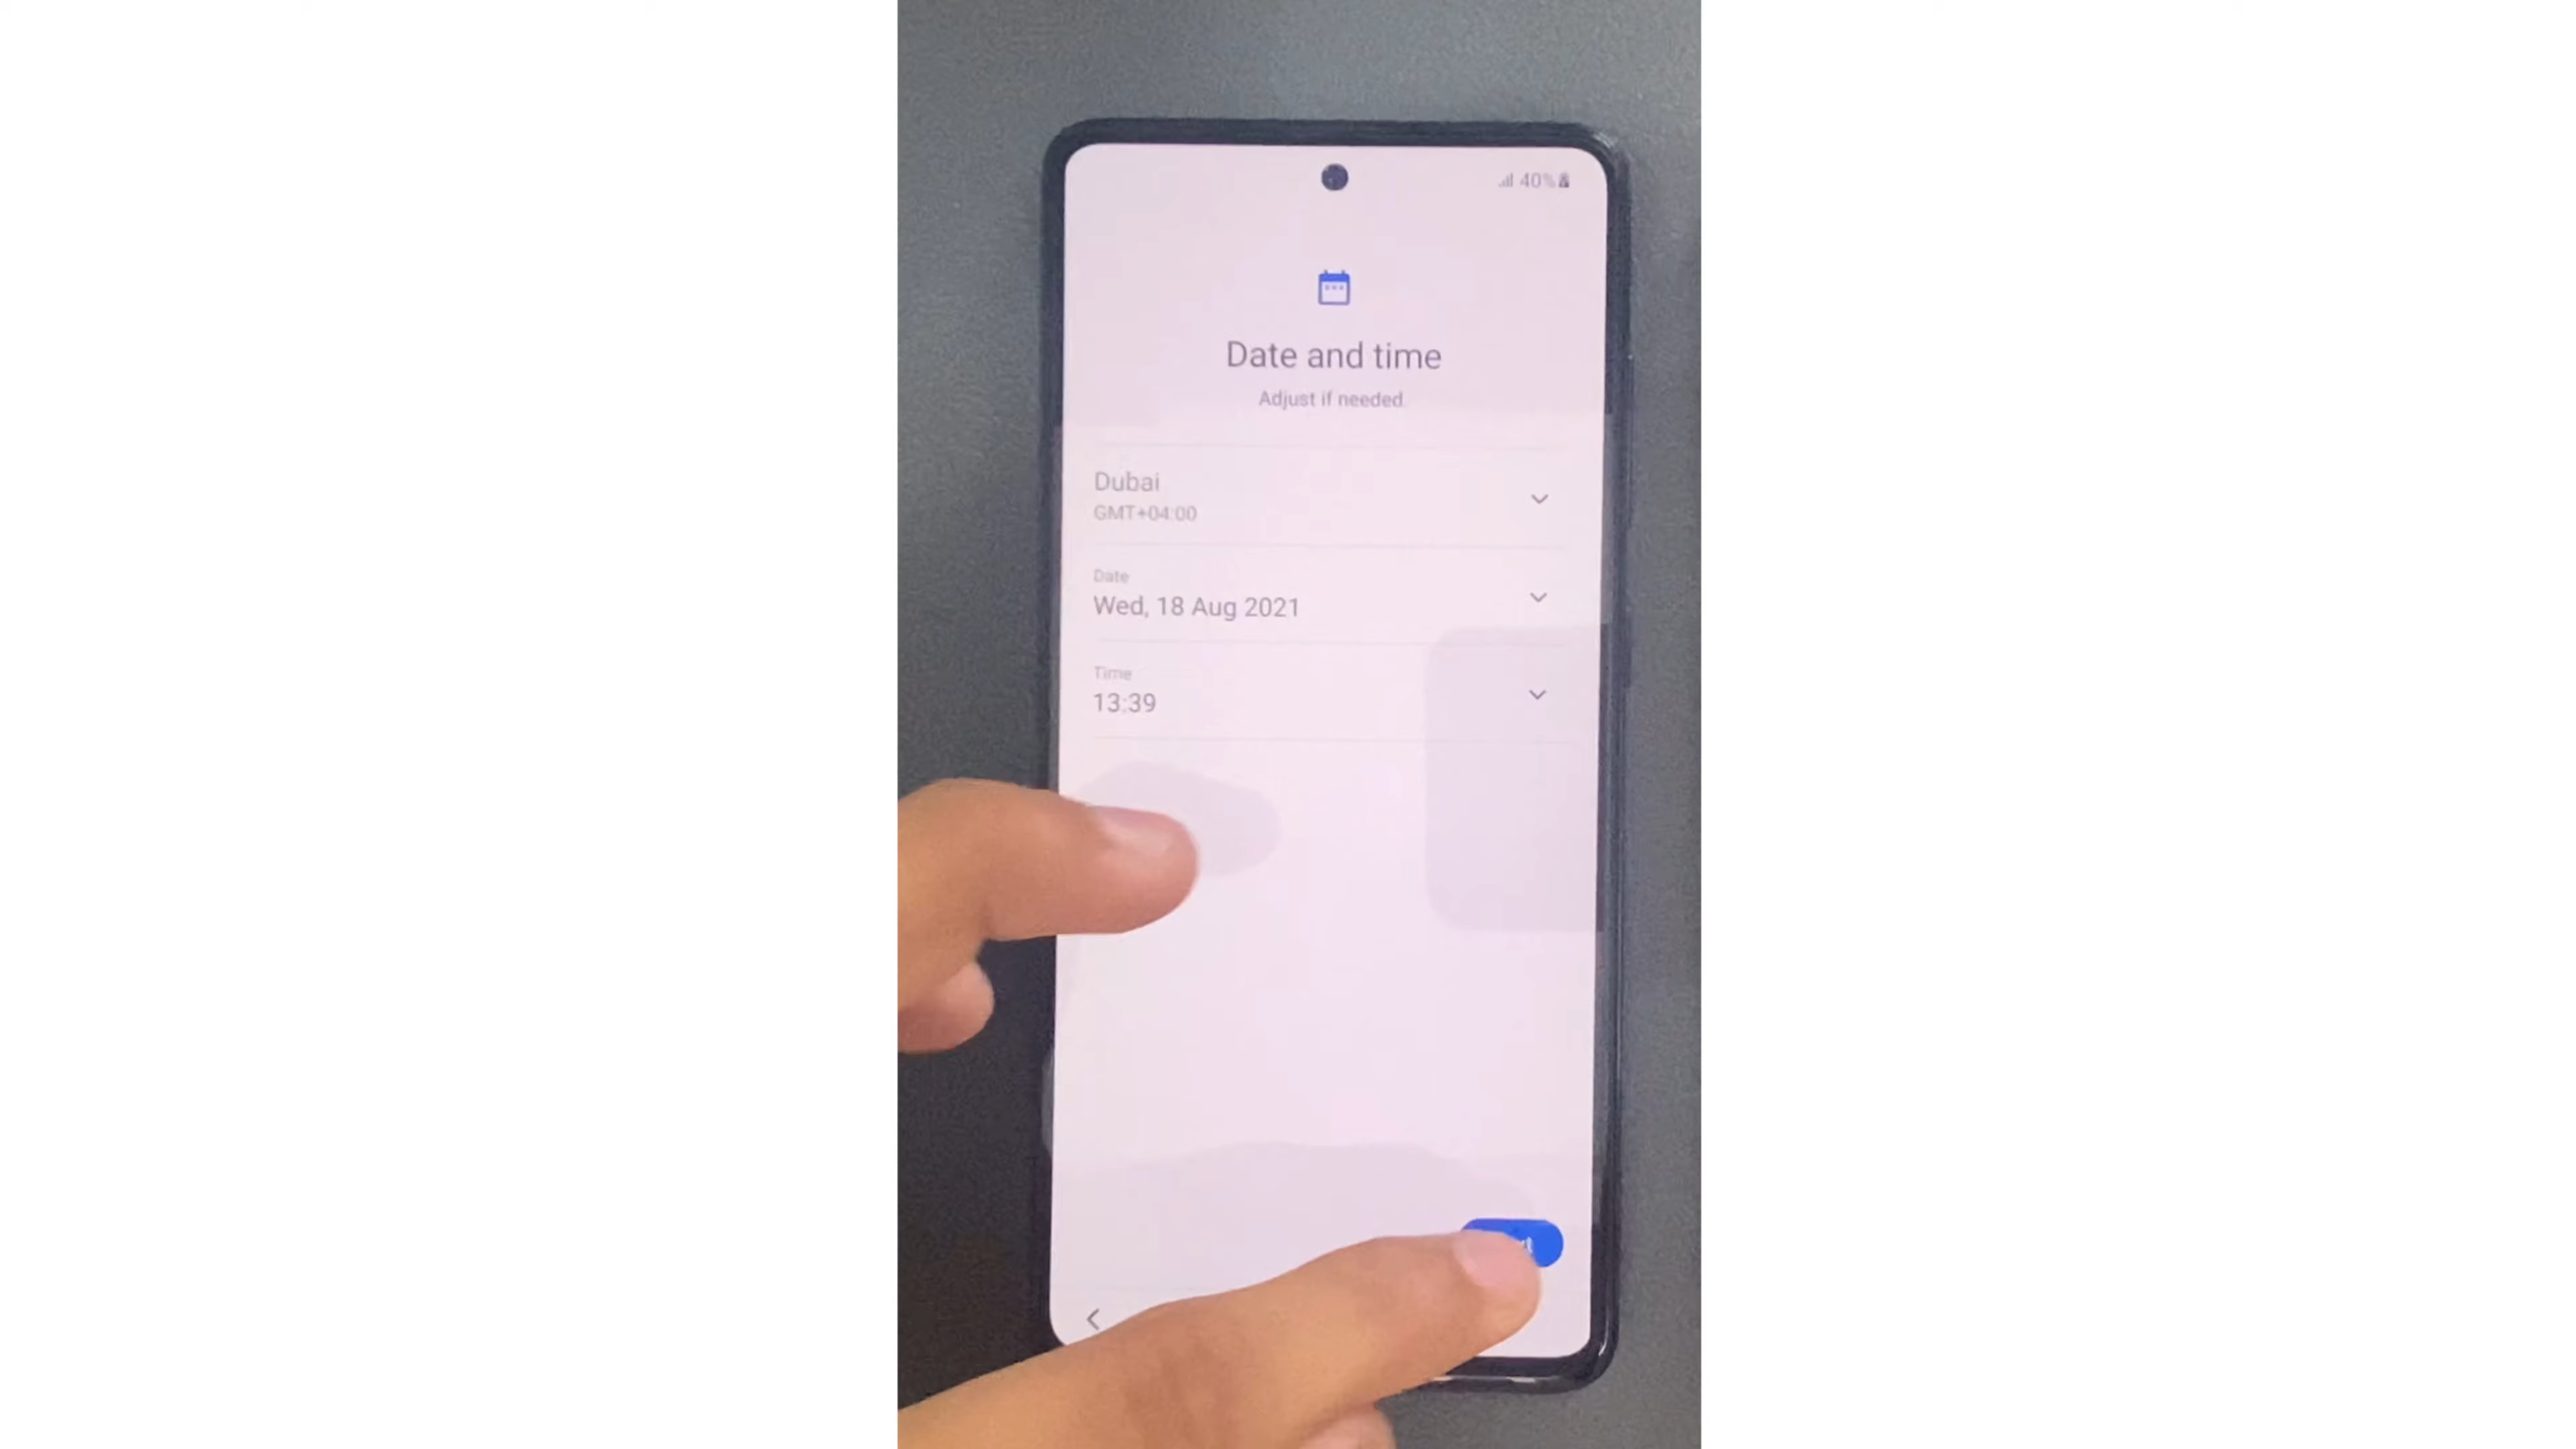 40%
Date and time
Adjust if needed.
Dubai
GMT+04:00
Date
Wed, 18 Aug 2021
Time
13:39